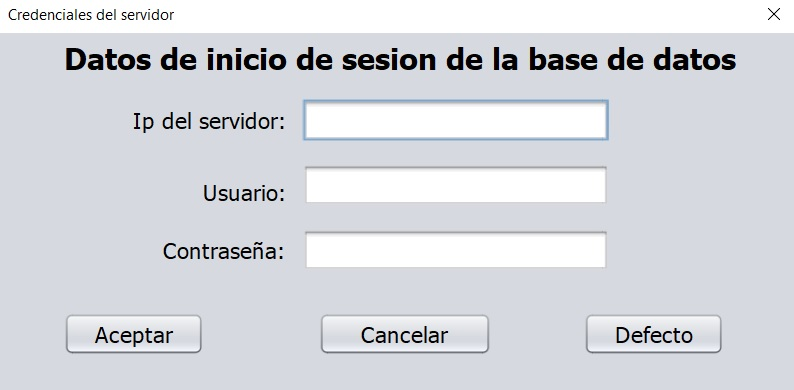 Credenciales del servidor
Datos de inicio de sesion de la base de datos
Ip del servidor:
Usuario:
Contraseña:
Aceptar Cancelar Defecto